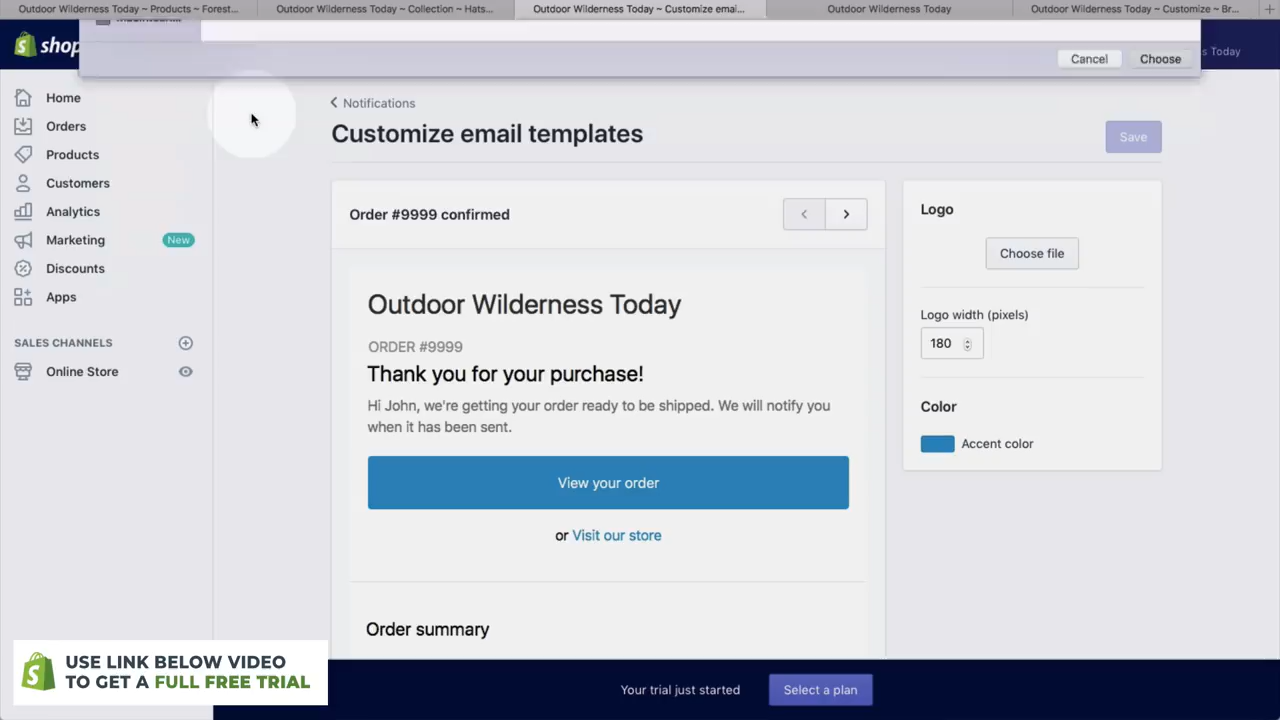 Outdoor Wilderness Today ~ Products ~ Forest...
Outdoor Wilderness Today ~ Collection ~ Hats...
Outdoor Wilderness Today ~ Customize emai...
Outdoor Wilderness Today
Outdoor Wilderness Today ~ Customize ~ Br...
shop
s Today
Cancel
Choose
Home
Orders
Products
Customers
Analytics
Marketing
New
Discounts
Apps
SALES CHANNELS
Online Store
Notifications
Customize email templates
Save
Order #9999 confirmed
Outdoor Wilderness Today
ORDER #9999
Thank you for your purchase!
Hi John, we're getting your order ready to be shipped. We will notify you
when it has been sent.
View your order
or Visit our store
Order summary
Logo
Choose file
Logo width (pixels)
180
Color
Accent color
USE LINK BELOW VIDEO
TO GET A FULL FREE TRIAL
Your trial just started
Select a plan